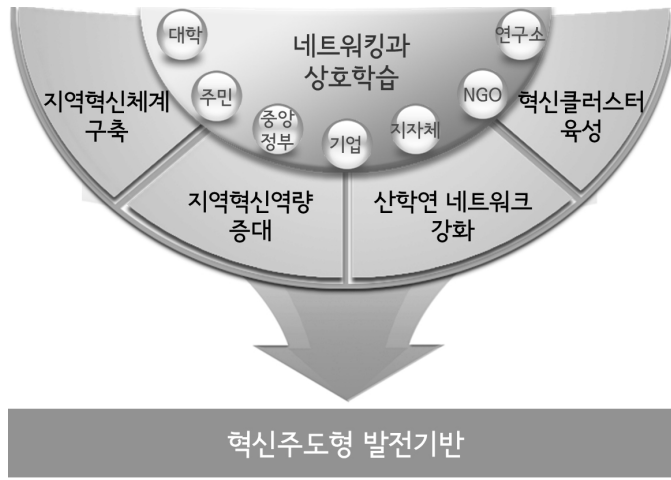 대학
네트워킹과
상호학습
연구소
지역혁신체계
구축
주민
중앙
정부
기업
지자체
NGO
혁신클러스터
육성
지역혁신역량
증대
산학연 네트워크
강화
혁신주도형 발전기반